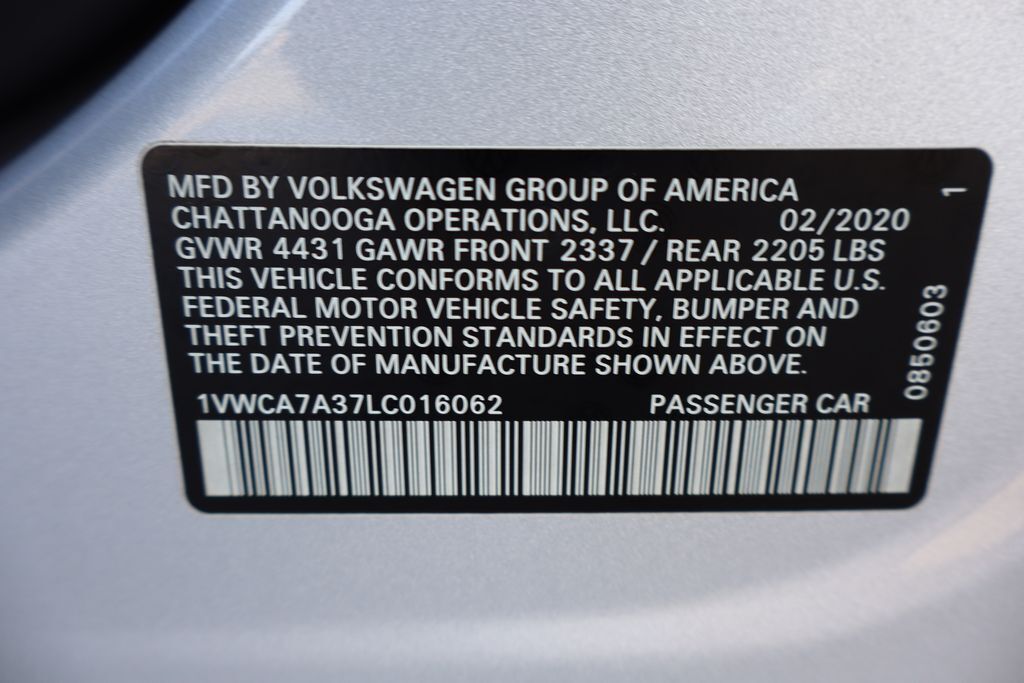 MFD BY VOLKSWAGEN GROUP OF AMERICA
CHATTANOOGA OPERATIONS, LLC. 02/2020
GVWR 4431 GAWR FRONT 2337 / REAR 2205 LBS
THIS VEHICLE CONFORMS TO ALL APPLICABLE U.S.
FEDERAL MOTOR VEHICLE SAFETY, BUMPER AND
THEFT PREVENTION STANDARDS IN EFFECT ON
THE DATE OF MANUFACTURE SHOWN ABOVE.
1VWCA7A37LC016062 PASSENGER CAR
0850603 1